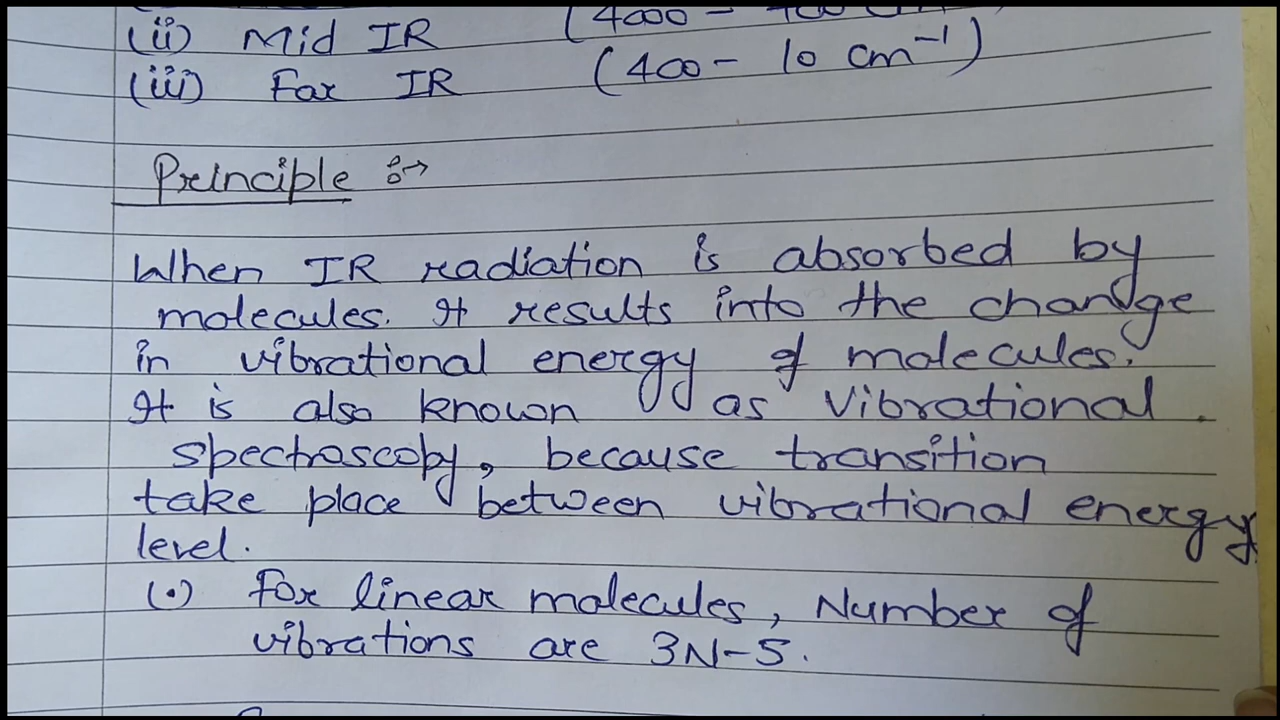 (ii) Mid IR (4000 -
(iii) Far IR (400 - 10 cm⁻¹)
Principle :→
When IR radiation is absorbed by
molecules. It results into the change
in vibrational energy of molecules.
It is also known as Vibrational
spectroscopy, because transition
take place between vibrational energy
level.
(•) For linear molecules, Number of
vibrations are 3N-5.